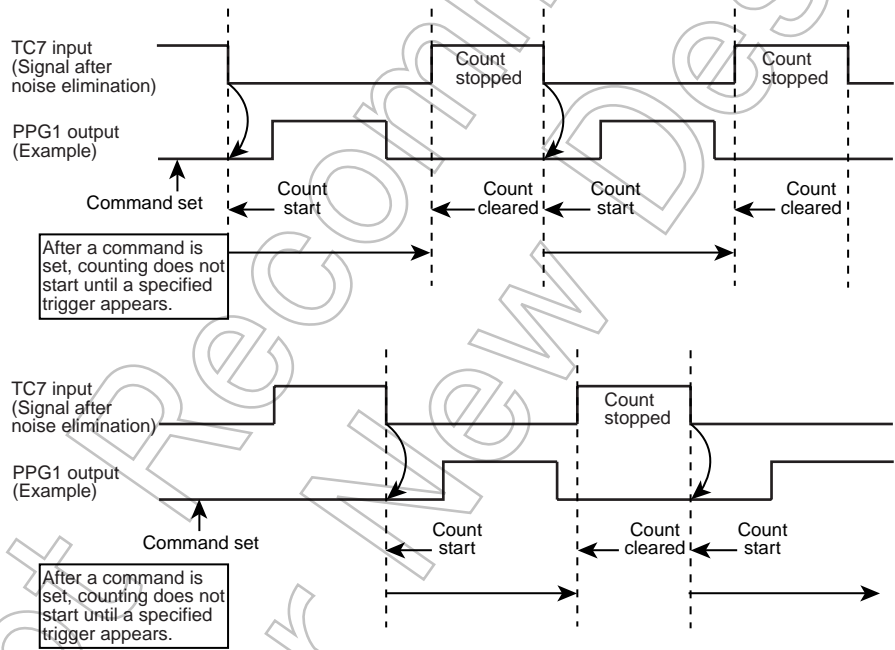 TC7 input
(Signal after
noise elimination)
Count
stopped
Count
stopped
PPG1 output
(Example)
Command set
Count
start
Count
cleared
Count
start
Count
cleared
After a command is
set, counting does not
start until a specified
trigger appears.
TC7 input
(Signal after
noise elimination)
Count
stopped
PPG1 output
(Example)
Command set
Count
start
Count
cleared
Count
start
After a command is
set, counting does not
start until a specified
trigger appears.